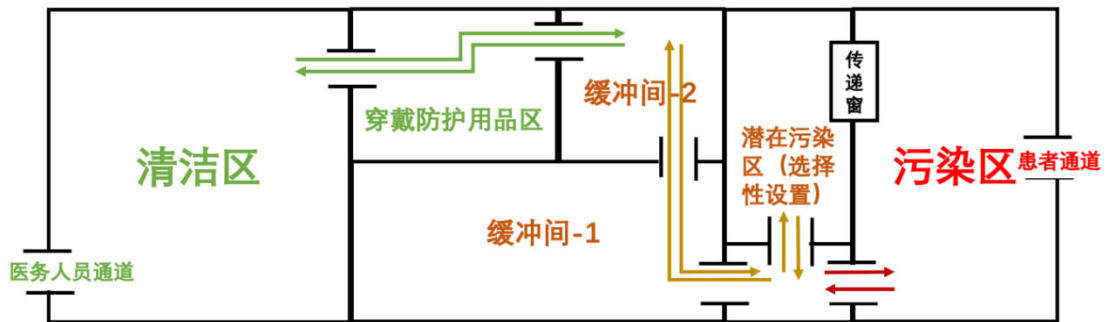 清洁区
医务人员通道
穿戴防护用品区
缓冲间-2
缓冲间-1
潜在污染
区（选择
性设置）
传
递
窗
污染区
患者通道